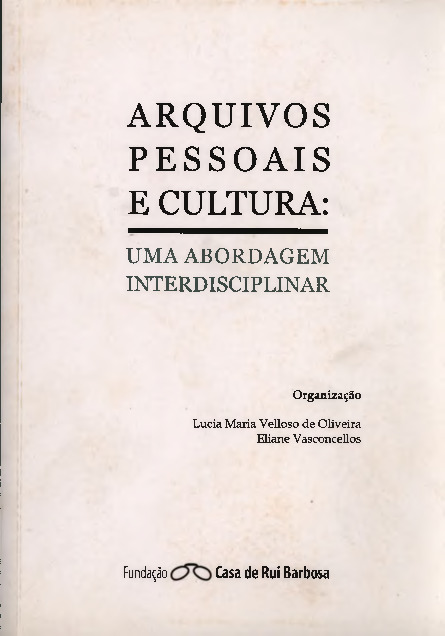 ARQUIVOS
PESSOAIS
E CULTURA:
UMA ABORDAGEM
INTERDISCIPLINAR
Organização
Lucia Maria Velloso de Oliveira
Eliane Vasconcellos
Fundação Casa de Rui Barbosa